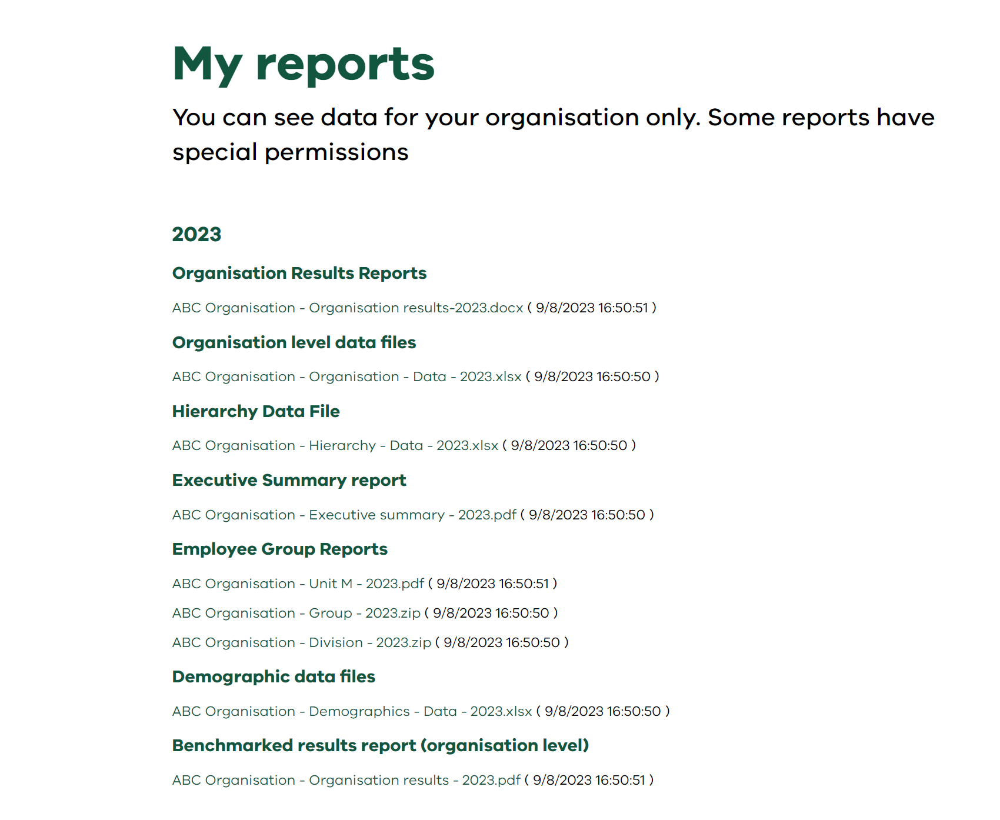 My reports
You can see data for your organisation only. Some reports have
special permissions
2023
Organisation Results Reports
ABC Organisation - Organisation results-2023.docx ( 9/8/2023 16:50:51 )
Organisation level data files
ABC Organisation - Organisation - Data - 2023.xlsx ( 9/8/2023 16:50:50 )
Hierarchy Data File
ABC Organisation - Hierarchy - Data - 2023.xlsx ( 9/8/2023 16:50:50 )
Executive Summary report
ABC Organisation - Executive summary - 2023.pdf ( 9/8/2023 16:50:50 )
Employee Group Reports
ABC Organisation - Unit M - 2023.pdf ( 9/8/2023 16:50:51 )
ABC Organisation - Group - 2023.zip ( 9/8/2023 16:50:50 )
ABC Organisation - Division - 2023.zip ( 9/8/2023 16:50:50 )
Demographic data files
ABC Organisation - Demographics - Data - 2023.xlsx ( 9/8/2023 16:50:50 )
Benchmarked results report (organisation level)
ABC Organisation - Organisation results - 2023.pdf ( 9/8/2023 16:50:51 )